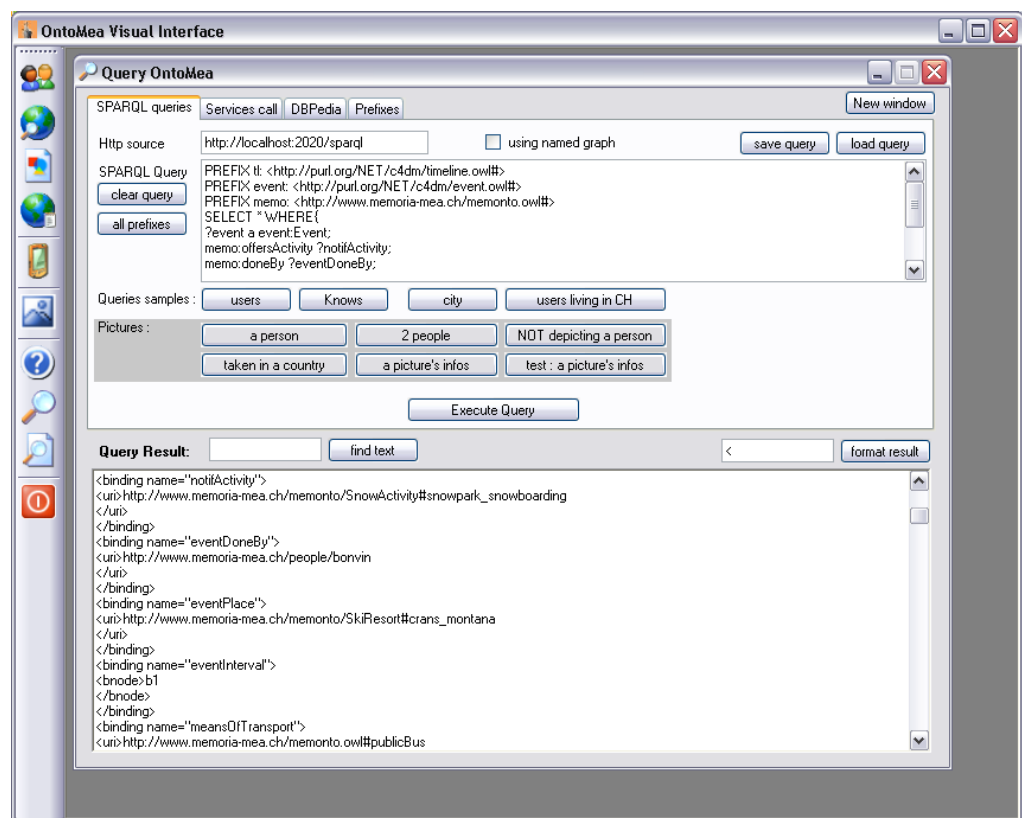 OntoMea Visual Interface
Query OntoMea
SPARQL queries Services call DBPedia Prefixes New window
Http source http://localhost:2020/sparql using named graph save query load query
SPARQL Query
clear query
all prefixes
PREFIX tl: <http://purl.org/NET/c4dm/timeline.owl#>
PREFIX event: <http://purl.org/NET/c4dm/event.owl#>
PREFIX memo: <http://www.memoria-mea.ch/memonto.owl#>
SELECT * WHERE{
?event a event:Event;
memo:offersActivity ?notifActivity;
memo:doneBy ?eventDoneBy;
Queries samples : users Knows city users living in CH
Pictures : a person 2 people NOT depicting a person
taken in a country a picture's infos test : a picture's infos
Execute Query
Query Result: find text < format result
<binding name="notifActivity">
<uri>http://www.memoria-mea.ch/memonto/SnowActivity#snowpark_snowboarding
</uri>
</binding>
<binding name="eventDoneBy">
<uri>http://www.memoria-mea.ch/people/bonvin
</uri>
</binding>
<binding name="eventPlace">
<uri>http://www.memoria-mea.ch/memonto/SkiResort#crans_montana
</uri>
</binding>
<binding name="eventInterval">
<bnode>b1
</bnode>
</binding>
<binding name="meansOfTransport">
<uri>http://www.memoria-mea.ch/memonto.owl#publicBus